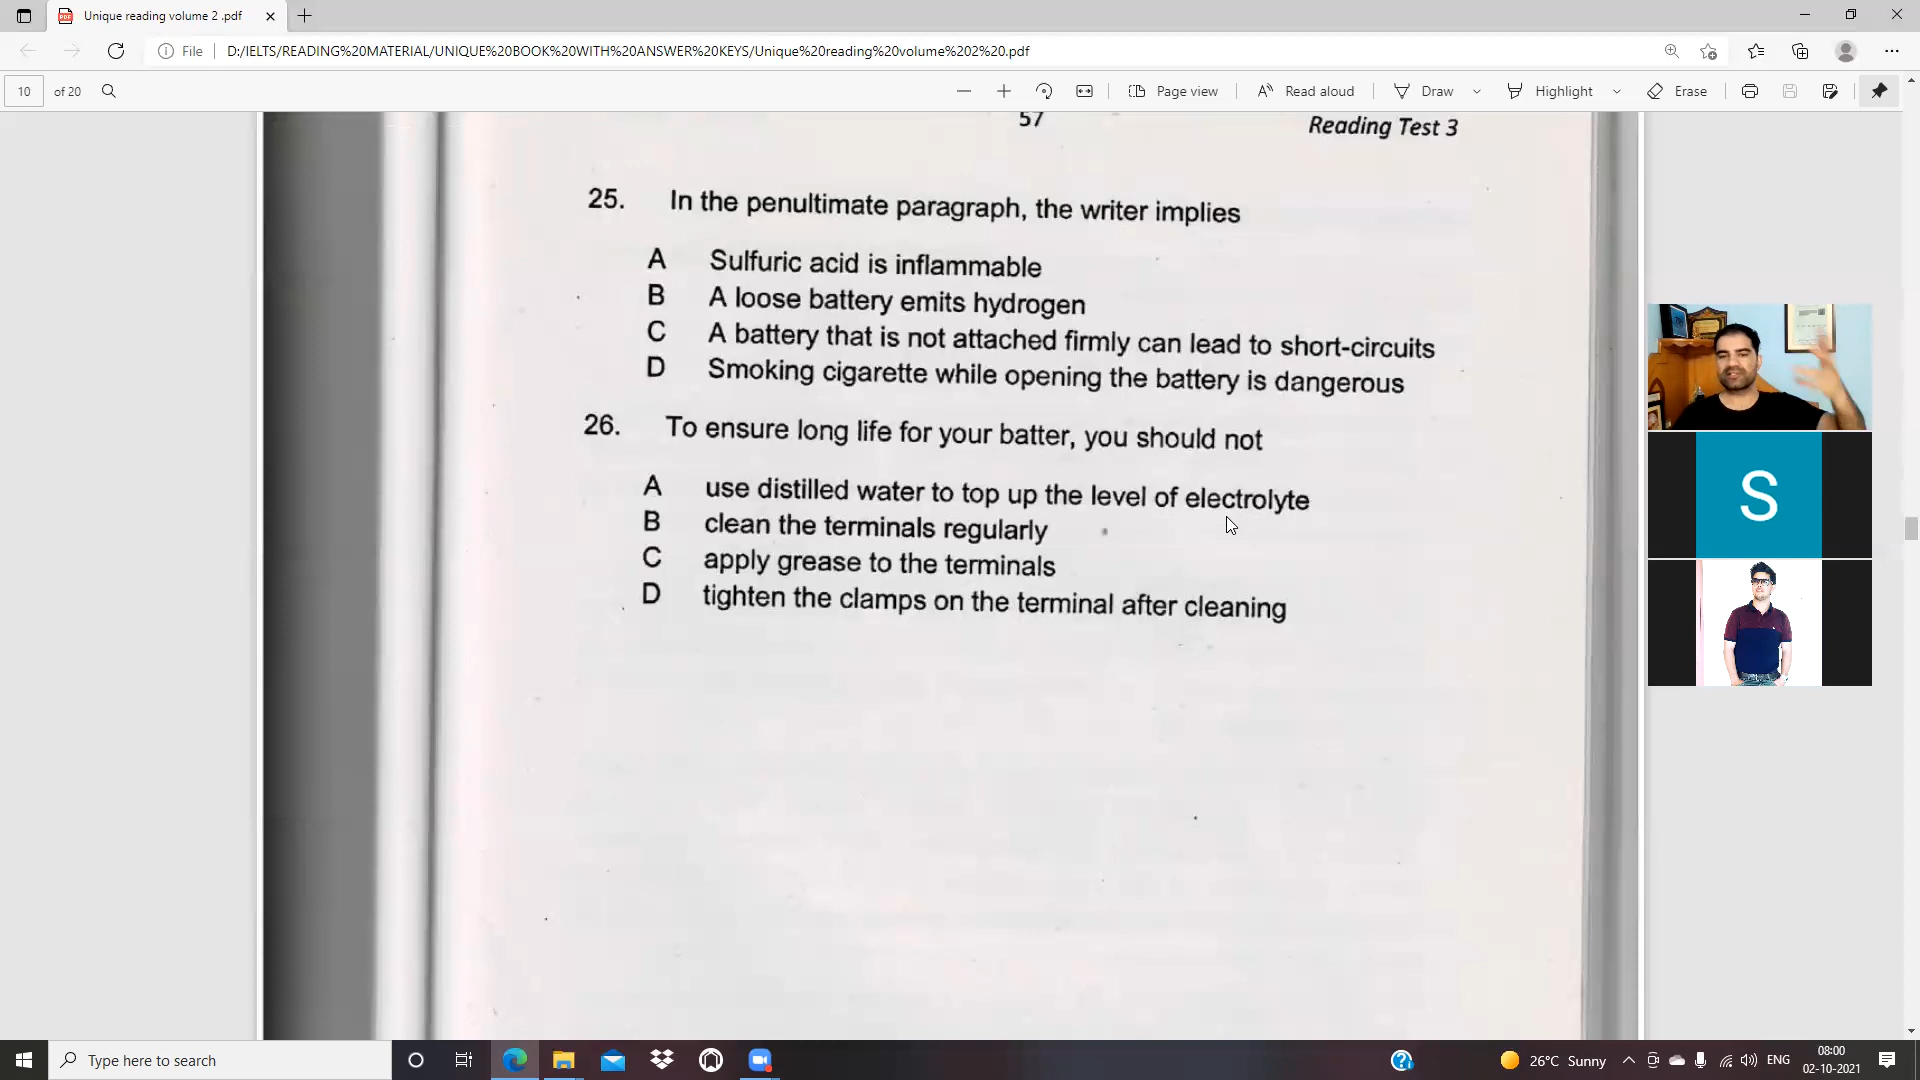 Unique reading volume 2 .pdf
File
D:/IELTS/READING%20MATERIAL/UNIQUE%20BOOK%20WITH%20ANSWER%20KEYS/Unique%20reading%20volume%202%20.pdf
10 of 20
Page view
Read aloud
Draw
Highlight
Erase
57
Reading Test 3
25. In the penultimate paragraph, the writer implies
A Sulfuric acid is inflammable
B A loose battery emits hydrogen
C A battery that is not attached firmly can lead to short-circuits
D Smoking cigarette while opening the battery is dangerous
26. To ensure long life for your batter, you should not
A use distilled water to top up the level of electrolyte
B clean the terminals regularly
C apply grease to the terminals
D tighten the clamps on the terminal after cleaning
S
Type here to search
26°C Sunny
ENG
08:00
02-10-2021